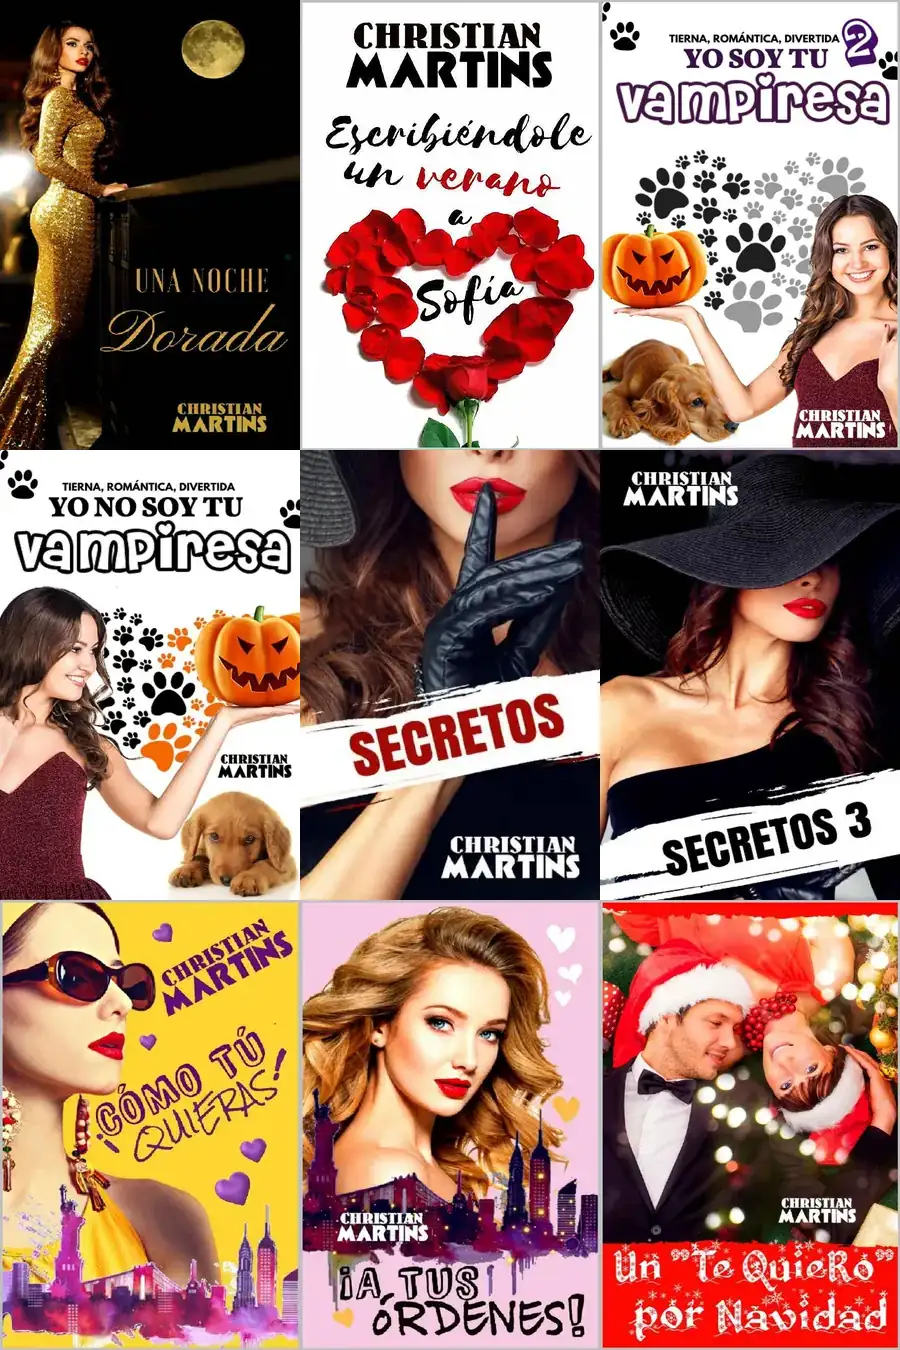 UNA NOCHE
Dorada
CHRISTIAN
MARTINS
CHRISTIAN
MARTINS
Escribiéndole
un verano
a
Sofía
TIERNA, ROMÁNTICA, DIVERTIDA
YO SOY TU 2
vampiresa
CHRISTIAN
MARTINS
TIERNA, ROMÁNTICA, DIVERTIDA
YO NO SOY TU
vampiresa
CHRISTIAN
MARTINS
SECRETOS
CHRISTIAN
MARTINS
CHRISTIAN
MARTINS
SECRETOS 3
CHRISTIAN
MARTINS
¡CÓMO TÚ
QUIERAS!
CHRISTIAN
MARTINS
¡A TUS
ÓRDENES!
CHRISTIAN
MARTINS
Un "Te Quiero"
por Navidad